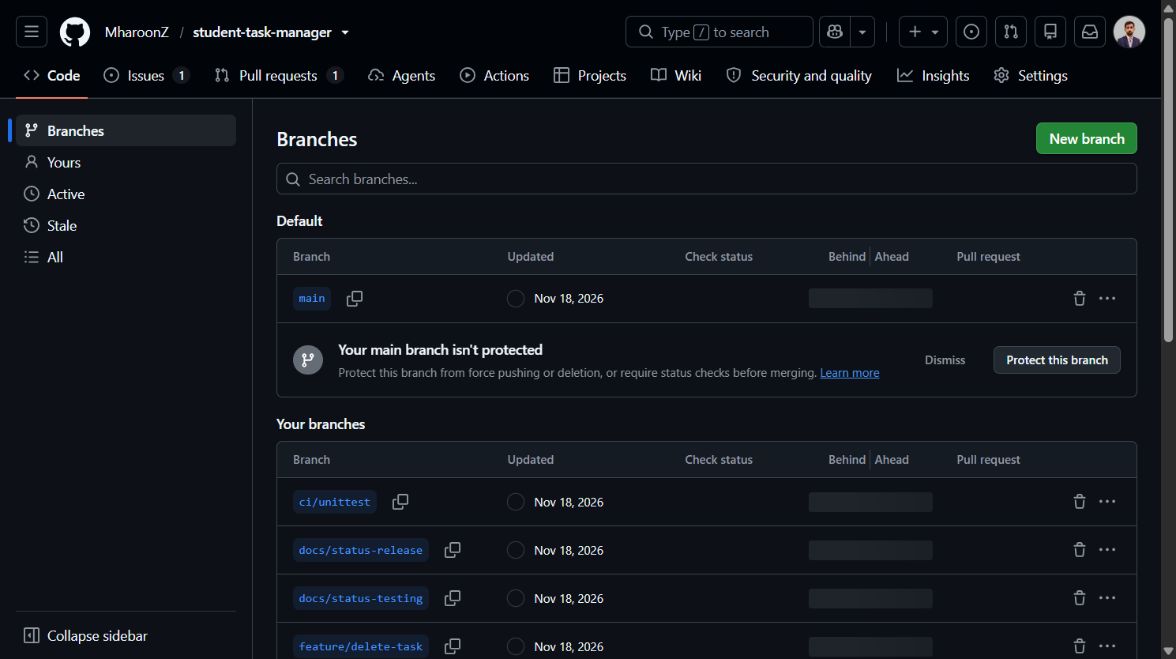 MharoonZ / student-task-manager
Type / to search
Code
Issues 1
Pull requests 1
Agents
Actions
Projects
Wiki
Security and quality
Insights
Settings
Branches
Yours
Active
Stale
All
Collapse sidebar
Branches
New branch
Search branches...
Default
Branch Updated Check status Behind Ahead Pull request
main Nov 18, 2026
Your main branch isn't protected
Protect this branch from force pushing or deletion, or require status checks before merging. Learn more
Dismiss
Protect this branch
Your branches
Branch Updated Check status Behind Ahead Pull request
ci/unittest Nov 18, 2026
docs/status-release Nov 18, 2026
docs/status-testing Nov 18, 2026
feature/delete-task Nov 18, 2026